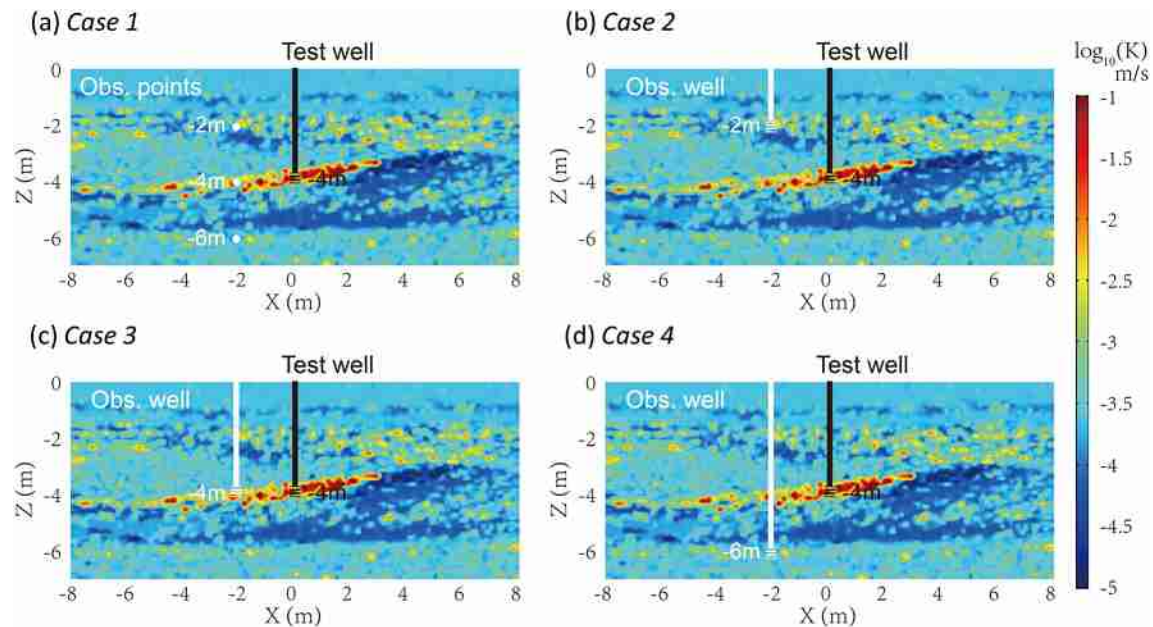 (a) Case 1
Test well
Obs. points
-2m
-4m
-4m
-6m
0
-2
-4
-6
Z (m)
-8 -6 -4 -2 0 2 4 6 8
X (m)
(b) Case 2
Test well
Obs. well
-2m
-4m
0
-2
-4
-6
Z (m)
-8 -6 -4 -2 0 2 4 6 8
X (m)
log10(K)
m/s
-1
-1.5
-2
-2.5
-3
-3.5
-4
-4.5
-5
(c) Case 3
Test well
Obs. well
-4m
-4m
0
-2
-4
-6
Z (m)
-8 -6 -4 -2 0 2 4 6 8
X (m)
(d) Case 4
Test well
Obs. well
-4m
-6m
0
-2
-4
-6
Z (m)
-8 -6 -4 -2 0 2 4 6 8
X (m)